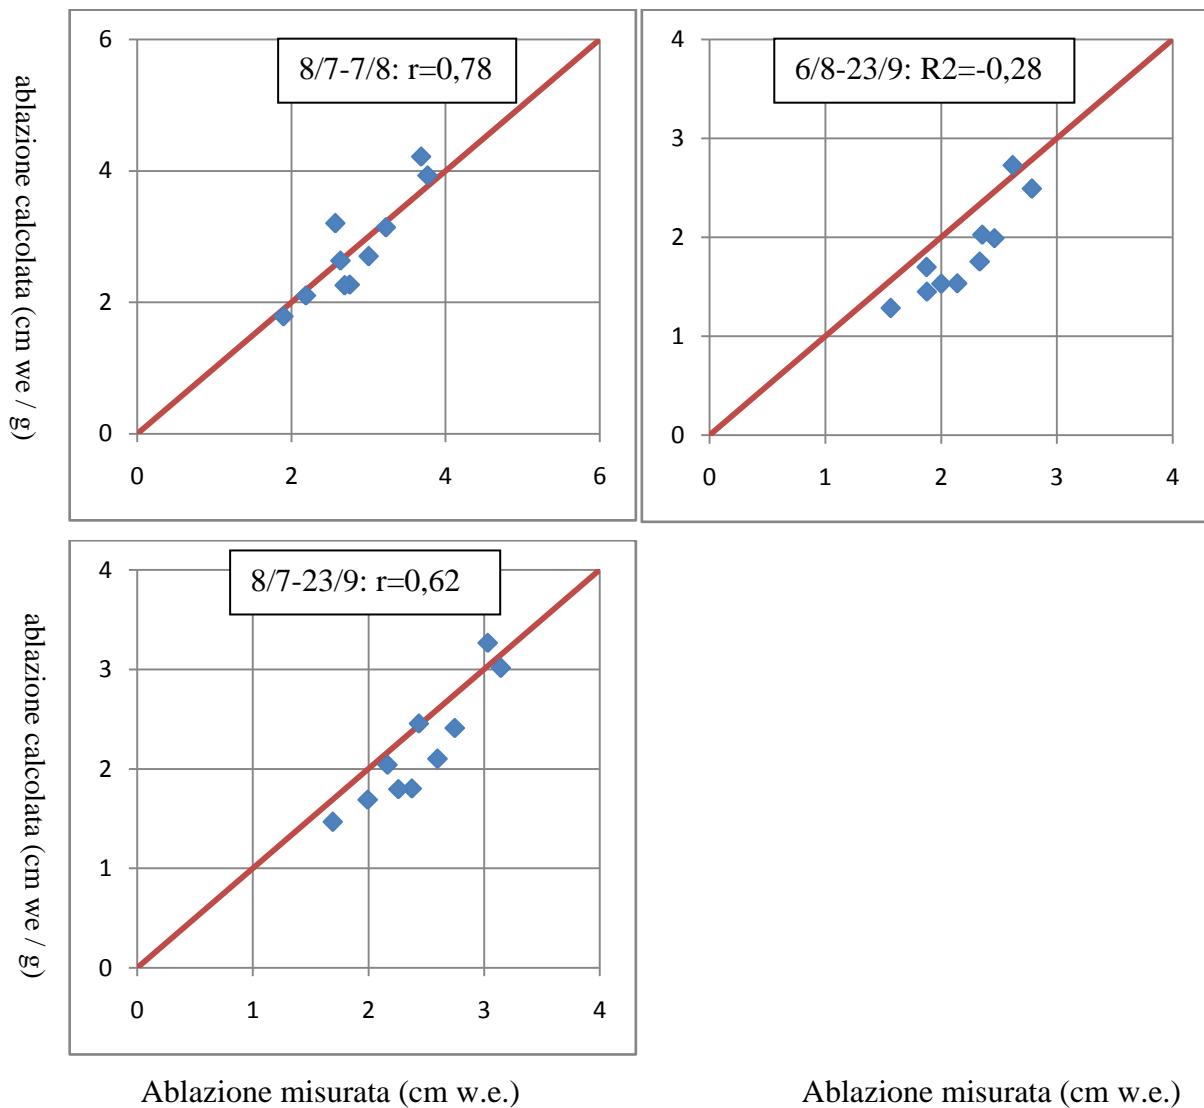 ablazione calcolata (cm we / g)
6
4
2
0
0 2 4 6
8/7-7/8: r=0,78
4
3
2
1
0
0 1 2 3 4
6/8-23/9: R2=-0,28
ablazione calcolata (cm we / g)
4
3
2
1
0
0 1 2 3 4
8/7-23/9: r=0,62
Ablazione misurata (cm w.e.)
Ablazione misurata (cm w.e.)